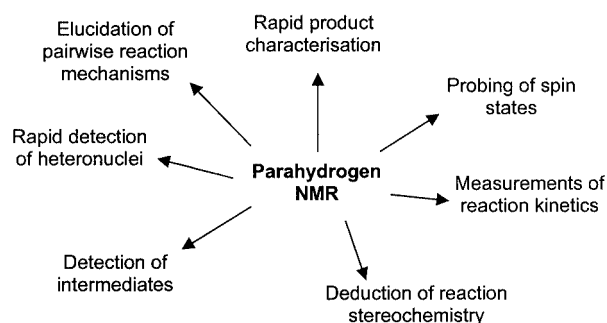 Rapid product
characterisation
Elucidation of
pairwise reaction
mechanisms
Probing of spin
states
Rapid detection
of heteronuclei
Parahydrogen
NMR
Measurements of
reaction kinetics
Detection of
intermediates
Deduction of reaction
stereochemistry